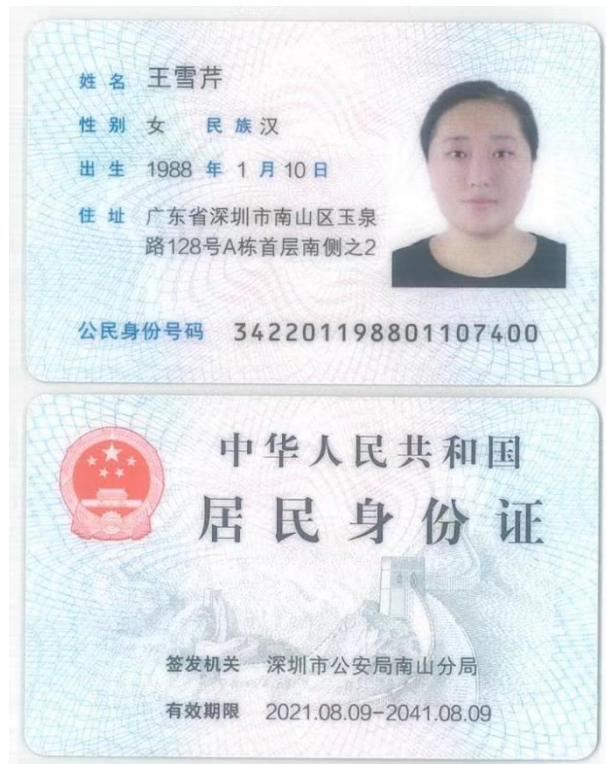 姓名 王雪芹
性别 女 民族 汉
出生 1988 年 1 月 10 日
住址 广东省深圳市南山区玉泉
路128号A栋首层南侧之2
公民身份号码 342201198801107400
中华人民共和国
居民身份证
签发机关 深圳市公安局南山分局
有效期限 2021.08.09-2041.08.09